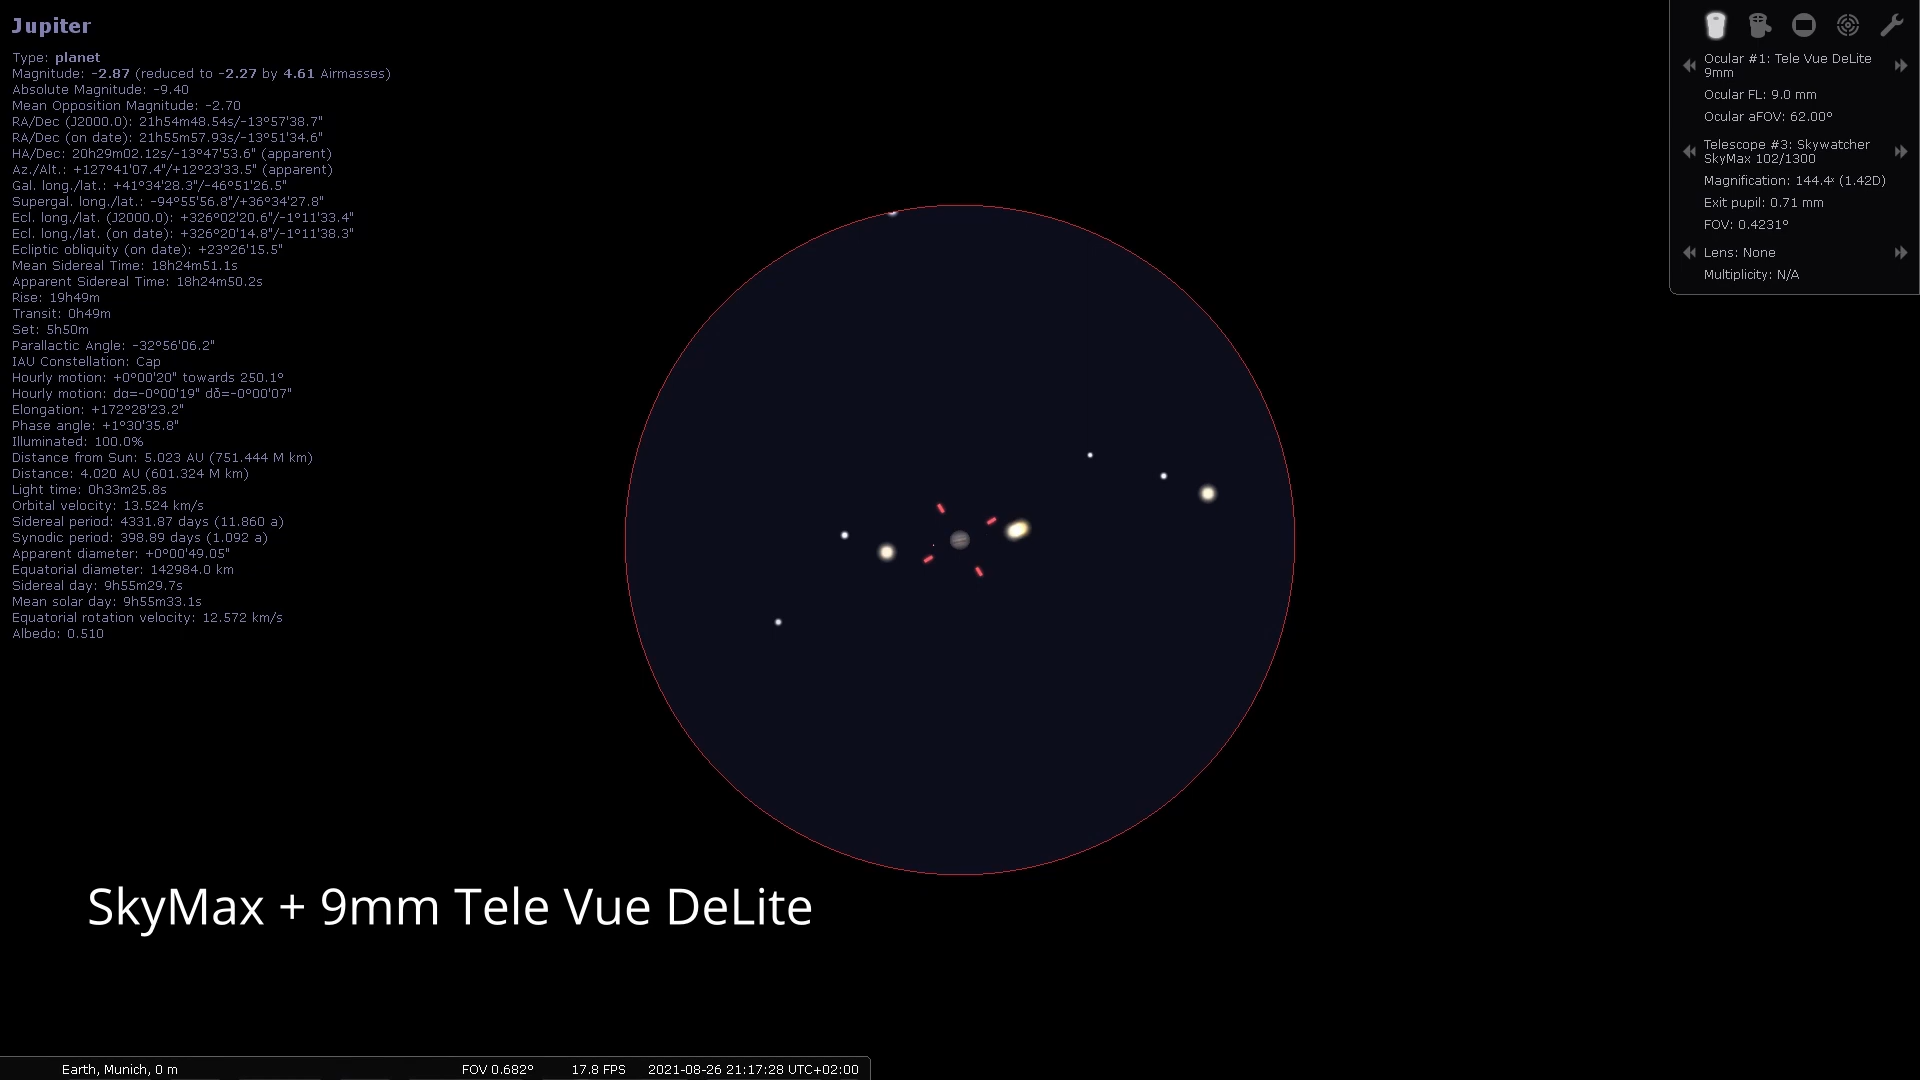 Jupiter
Type: planet
Magnitude: -2.87 (reduced to -2.27 by 4.61 Airmasses)
Absolute Magnitude: -9.40
Mean Opposition Magnitude: -2.70
RA/Dec (J2000.0): 21h54m48.54s/-13°57'38.7"
RA/Dec (on date): 21h55m57.93s/-13°51'34.6"
HA/Dec: 20h29m02.12s/-13°47'53.6" (apparent)
Az./Alt.: +127°41'07.4"/+12°23'33.5" (apparent)
Gal. long./lat.: +41°34'28.3"/-46°51'26.5"
Supergal. long./lat.: -94°55'56.8"/+36°34'27.8"
Ecl. long./lat. (J2000.0): +326°02'20.6"/-1°11'33.4"
Ecl. long./lat. (on date): +326°20'14.8"/-1°11'38.3"
Ecliptic obliquity (on date): +23°26'15.5"
Mean Sidereal Time: 18h24m51.1s
Apparent Sidereal Time: 18h24m50.2s
Rise: 19h49m
Transit: 0h49m
Set: 5h50m
Parallactic Angle: -32°56'06.2"
IAU Constellation: Cap
Hourly motion: +0°00'20" towards 250.1°
Hourly motion: dα=-0°00'19" dδ=-0°00'07"
Elongation: +172°28'23.2"
Phase angle: +1°30'35.8"
Illuminated: 100.0%
Distance from Sun: 5.023 AU (751.444 M km)
Distance: 4.020 AU (601.324 M km)
Light time: 0h33m25.8s
Orbital velocity: 13.524 km/s
Sidereal period: 4331.87 days (11.860 a)
Synodic period: 398.89 days (1.092 a)
Apparent diameter: +0°00'49.05"
Equatorial diameter: 142984.0 km
Sidereal day: 9h55m29.7s
Mean solar day: 9h55m33.1s
Equatorial rotation velocity: 12.572 km/s
Albedo: 0.510
Ocular #1: Tele Vue DeLite
9mm
Ocular FL: 9.0 mm
Ocular aFOV: 62.00°
Telescope #3: Skywatcher
SkyMax 102/1300
Magnification: 144.4× (1.42D)
Exit pupil: 0.71 mm
FOV: 0.4231°
Lens: None
Multiplicity: N/A
SkyMax + 9mm Tele Vue DeLite
Earth, Munich, 0 m FOV 0.682° 17.8 FPS 2021-08-26 21:17:28 UTC+02:00